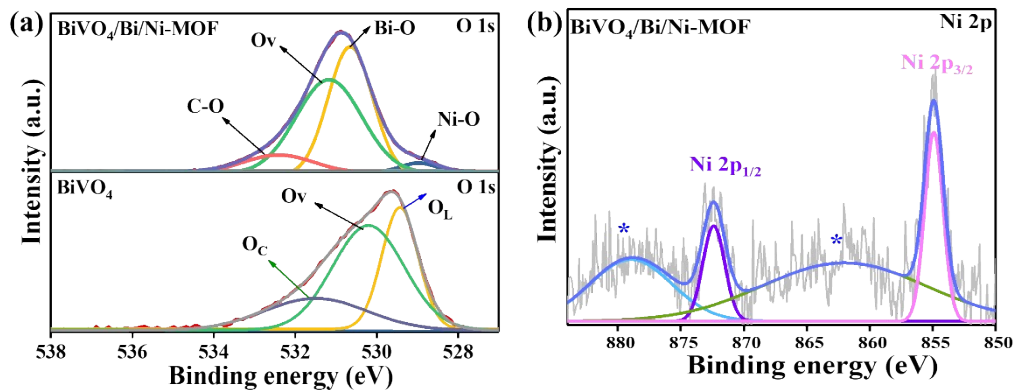 (a)
BiVO₄/Bi/Ni-MOF
O 1s
Bi-O
Ov
C-O
Ni-O
BiVO₄
O 1s
Ov
O_L
O_C
Intensity (a.u.)
538 536 534 532 530 528
Binding energy (eV)
(b)
BiVO₄/Bi/Ni-MOF
Ni 2p
Ni 2p₃/₂
Ni 2p₁/₂
*
*
Intensity (a.u.)
880 875 870 865 860 855 850
Binding energy (eV)